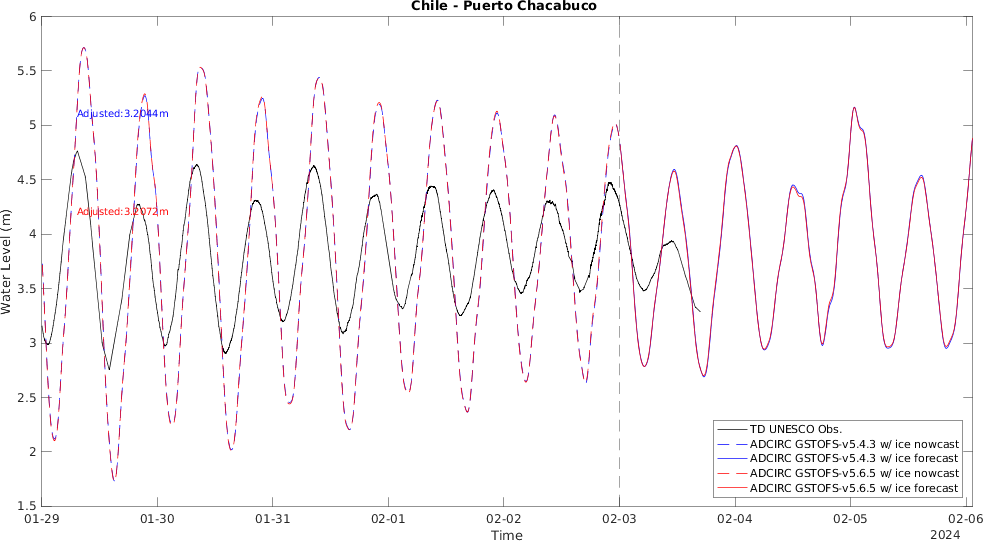 Chile - Puerto Chacabuco
6
5.5
5
4.5
4
3.5
3
2.5
2
1.5
Water Level (m)
Adjusted:3.2044m
Adjusted:3.2072m
TD UNESCO Obs.
ADCIRC GSTOFS-v5.4.3 w/ ice nowcast
ADCIRC GSTOFS-v5.4.3 w/ ice forecast
ADCIRC GSTOFS-v5.6.5 w/ ice nowcast
ADCIRC GSTOFS-v5.6.5 w/ ice forecast
01-29 01-30 01-31 02-01 02-02 02-03 02-04 02-05 02-06
Time
2024